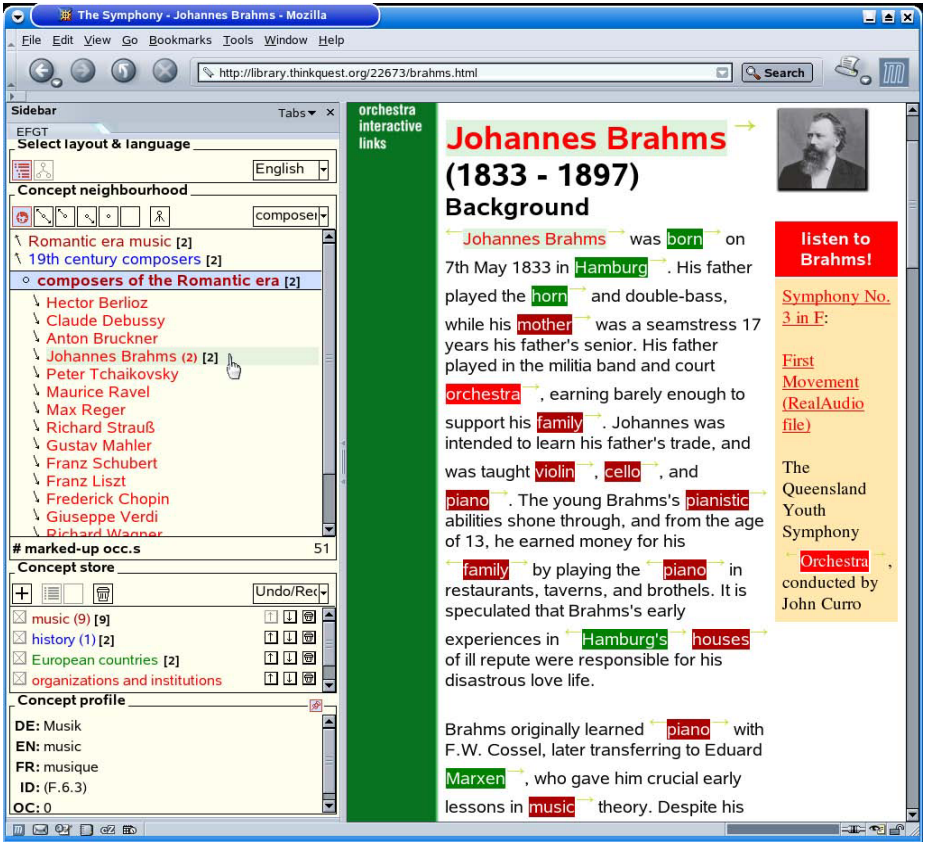 The Symphony - Johannes Brahms - Mozilla
File Edit View Go Bookmarks Tools Window Help
http://library.thinkquest.org/22673/brahms.html Search
Sidebar Tabs
EFGT
Select layout & language
English
Concept neighbourhood
composer
Romantic era music [2]
19th century composers [2]
composers of the Romantic era [2]
Hector Berlioz
Claude Debussy
Anton Bruckner
Johannes Brahms (2) [2]
Peter Tchaikovsky
Maurice Ravel
Max Reger
Richard Strauß
Gustav Mahler
Franz Schubert
Franz Liszt
Frederick Chopin
Giuseppe Verdi
Richard Wagner
# marked-up occ.s 51
Concept store
Undo/Rec
music (9) [9]
history (1) [2]
European countries [2]
organizations and institutions
Concept profile
DE: Musik
EN: music
FR: musique
ID: (F.6.3)
OC: 0
orchestra
interactive
links
Johannes Brahms
(1833 - 1897)
Background
Johannes Brahms was born on
7th May 1833 in Hamburg . His father
played the horn and double-bass,
while his mother was a seamstress 17
years his father's senior. His father
played in the militia band and court
orchestra , earning barely enough to
support his family . Johannes was
intended to learn his father's trade, and
was taught violin , cello , and
piano . The young Brahms's pianistic
abilities shone through, and from the age
of 13, he earned money for his
family by playing the piano in
restaurants, taverns, and brothels. It is
speculated that Brahms's early
experiences in Hamburg's houses
of ill repute were responsible for his
disastrous love life.
Brahms originally learned piano with
F.W. Cossel, later transferring to Eduard
Marxen , who gave him crucial early
lessons in music theory. Despite his
listen to
Brahms!
Symphony No.
3 in F:
First
Movement
(RealAudio
file)
The
Queensland
Youth
Symphony
Orchestra ,
conducted by
John Curro